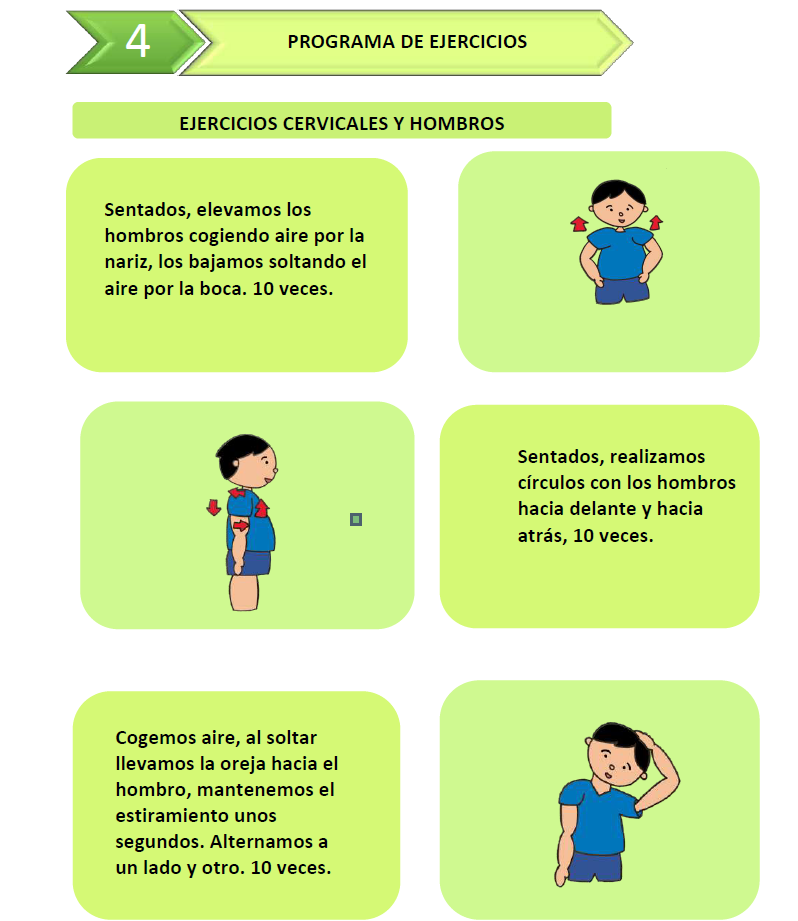 4
PROGRAMA DE EJERCICIOS
EJERCICIOS CERVICALES Y HOMBROS
Sentados, elevamos los
hombros cogiendo aire por la
nariz, los bajamos soltando el
aire por la boca. 10 veces.
Sentados, realizamos
círculos con los hombros
hacia delante y hacia
atrás, 10 veces.
Cogemos aire, al soltar
llevamos la oreja hacia el
hombro, mantenemos el
estiramiento unos
segundos. Alternamos a
un lado y otro. 10 veces.